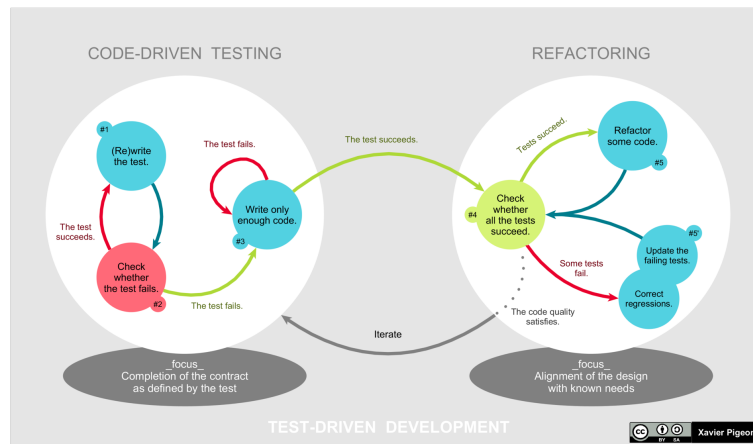 CODE-DRIVEN TESTING
#1
(Re)write
the test.
The test
succeeds.
Check
whether
the test fails.
#2
The test fails.
The test fails.
Write only
enough code.
#3
The test succeeds.
REFACTORING
#4
Check
whether
all the tests
succeed.
Tests succeed.
Refactor
some code.
#5
#5'
Update the
failing tests.
Correct
regressions.
Some tests
fail.
The code quality
satisfies.
Iterate
_focus_
Completion of the contract
as defined by the test
_focus_
Alignment of the design
with known needs
TEST-DRIVEN DEVELOPMENT
cc
BY SA
Xavier Pigeon